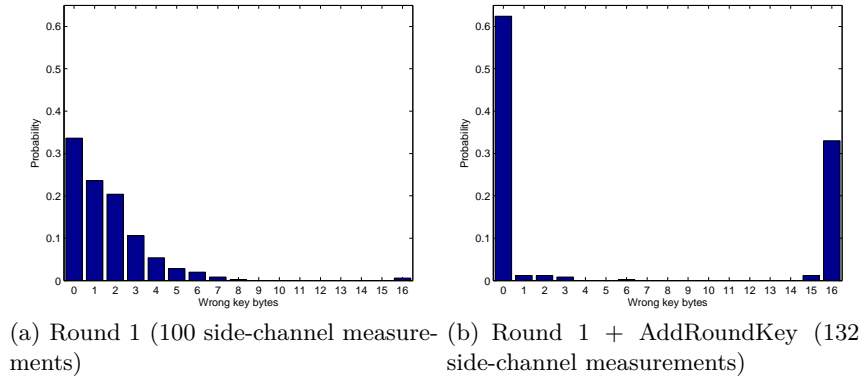 0.6
0.5
0.4
0.3
0.2
0.1
0
Probability
0 1 2 3 4 5 6 7 8 9 10 11 12 13 14 15 16
Wrong key bytes
(a) Round 1 (100 side-channel measure-
ments)
0.6
0.5
0.4
0.3
0.2
0.1
0
Probability
0 1 2 3 4 5 6 7 8 9 10 11 12 13 14 15 16
Wrong key bytes
(b) Round 1 + AddRoundKey (132
side-channel measurements)